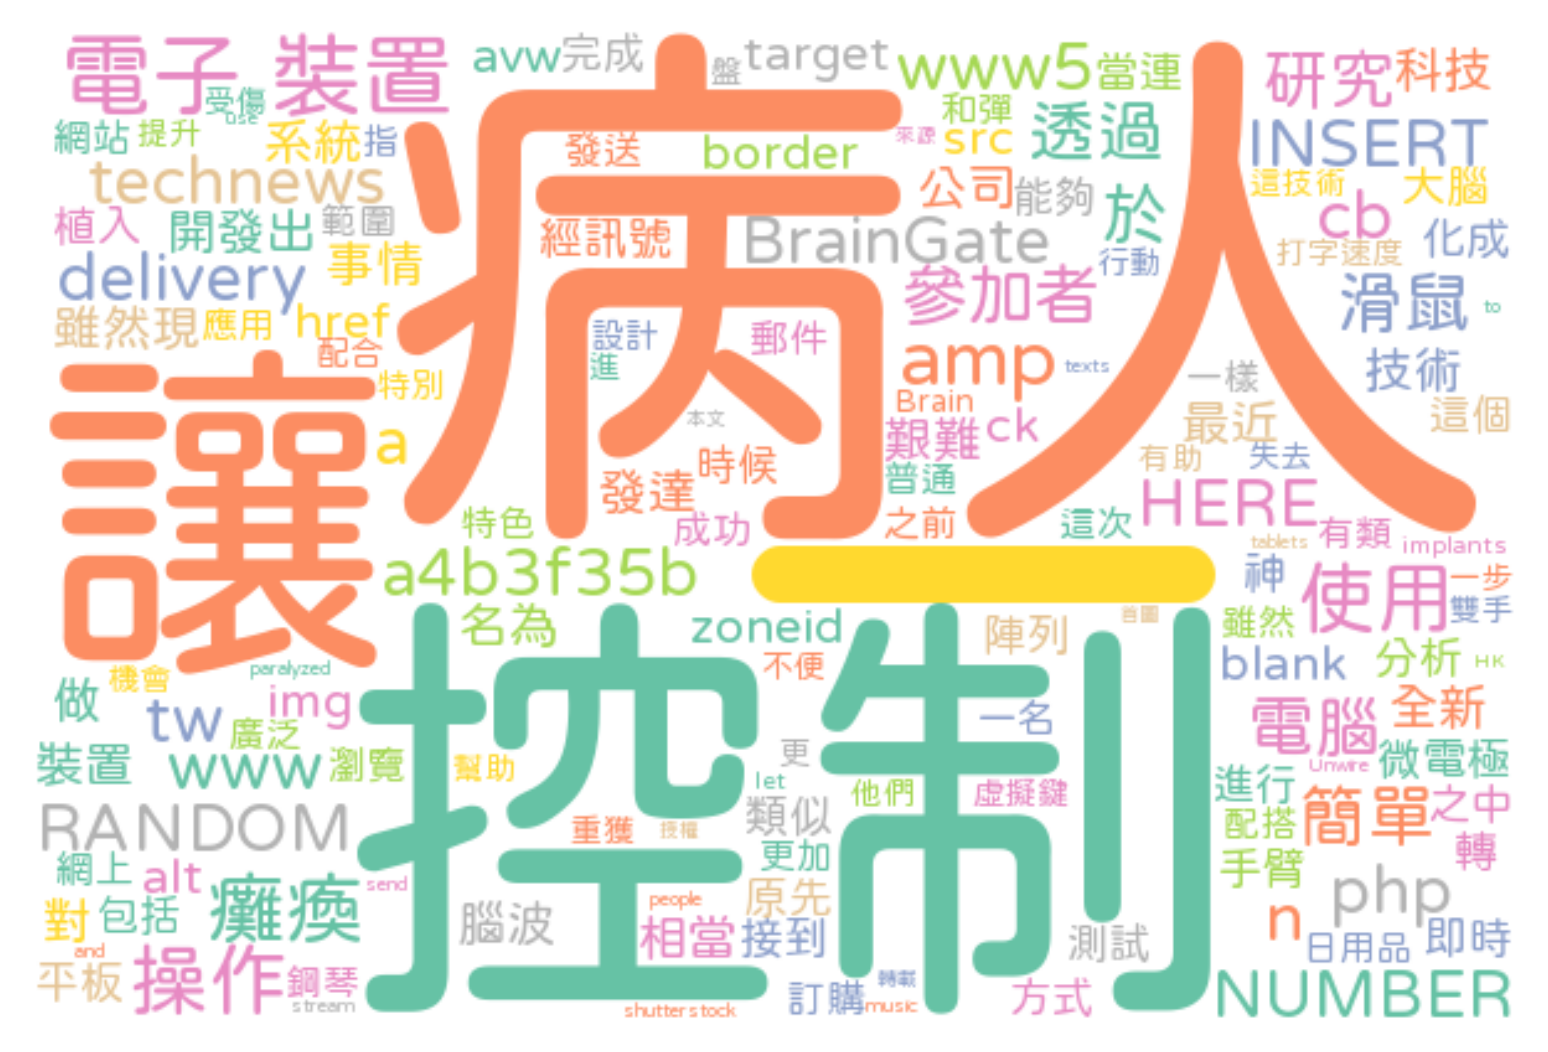 電子 裝置
avw
完成
盤
target
www5
當連
研究
科技
受傷
use
病人
和彈
透過
INSERT
網站
提升
系統
指
發送
border
來源
src
technews
公司
能夠
這技術
大腦
植入
開發出
範圍
經訊號
BrainGate
於
cb
打字速度
化成
delivery
事情
參加者
行動
滑鼠
to
雖然現
應用
href
配合
設計
進
郵件
amp
texts
一樣
技術
讓
特別
本文
Brain
艱難
ck
最近
這個
a
時候
有助
失去
發達
普通
HERE
特色
成功
之前
這次
tablets
有類
implants
a4b3f35b
一
神
使用
一步
雙手
名為
控制
zoneid
陣列
首圖
雖然
機會
paralyzed
不便
blank
分析
HK
做
tw
img
廣泛
一名
電腦
全新
裝置
www
瀏覽
幫助
更
let
他們
虛擬鍵
Unwire
微電極
進行
RANDOM
重獲
授權
類似
配搭
簡單
之中
網上
alt
send
更加
手臂
轉
對
包括
癱瘓
腦波
people
原先
php
and
相當
接到
測試
n
日用品
即時
平板
操作
鋼琴
stream
shutterstock
訂購
轉載
music
方式
NUMBER